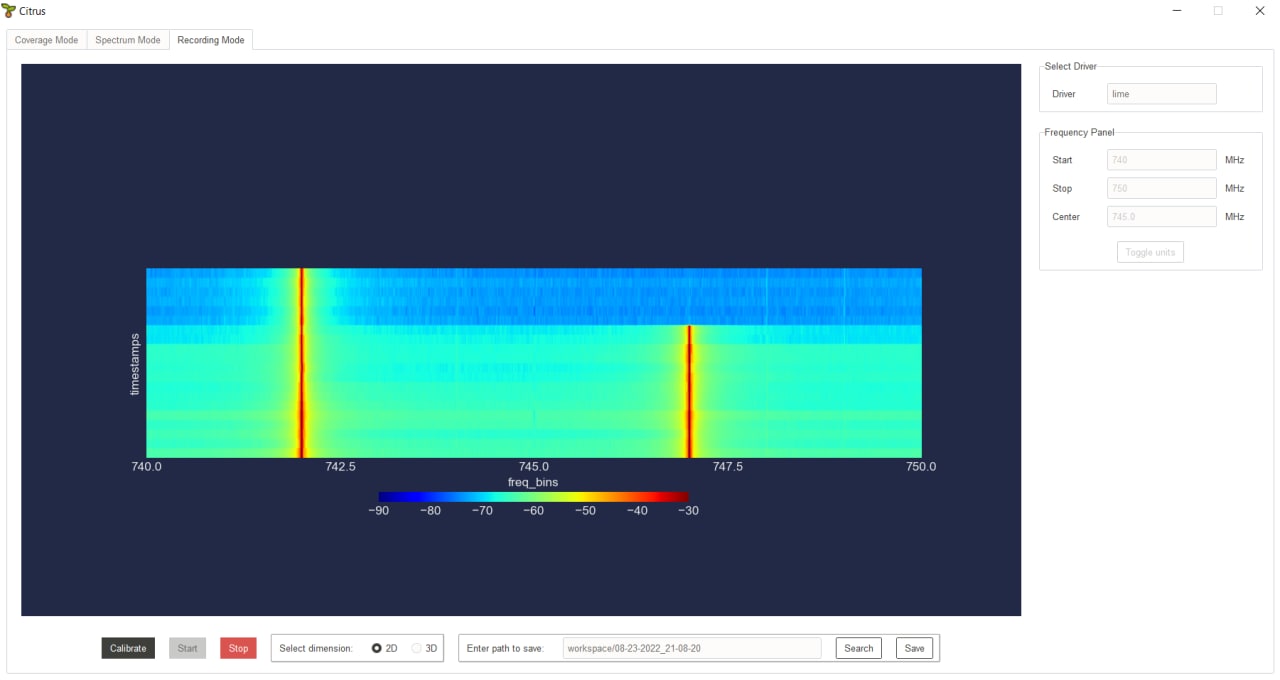 Citrus
Coverage Mode Spectrum Mode Recording Mode
Select Driver
Driver lime
Frequency Panel
Start 740 MHz
Stop 750 MHz
Center 745.0 MHz
Toggle units
timestamps
740.0 742.5 745.0 747.5 750.0
freq_bins
−90 −80 −70 −60 −50 −40 −30
Calibrate Start Stop Select dimension: 2D 3D Enter path to save: workspace/08-23-2022_21-08-20 Search Save